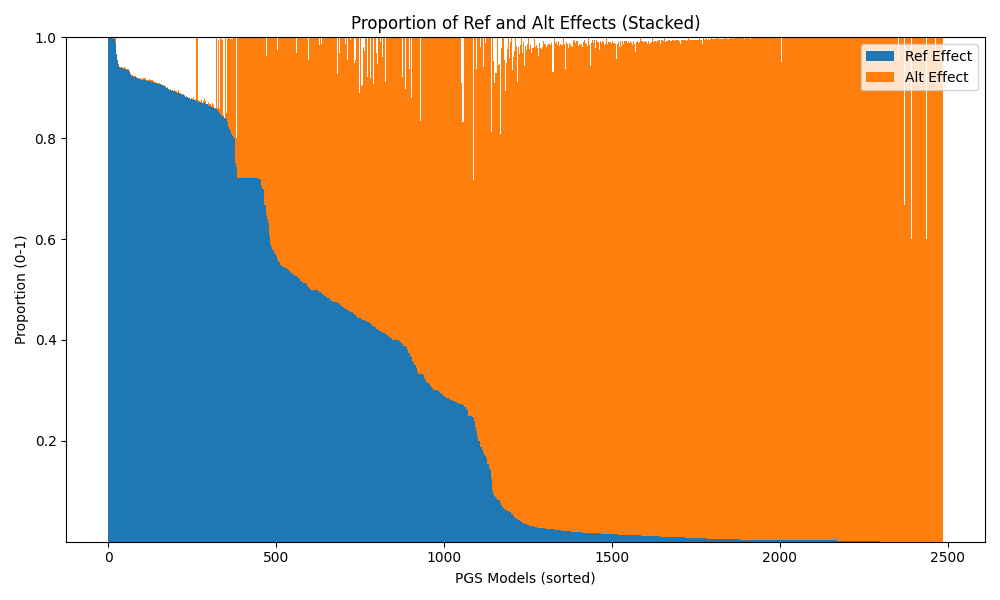 Proportion of Ref and Alt Effects (Stacked)
Ref Effect
Alt Effect
Proportion (0-1)
1.0
0.8
0.6
0.4
0.2
0 500 1000 1500 2000 2500
PGS Models (sorted)